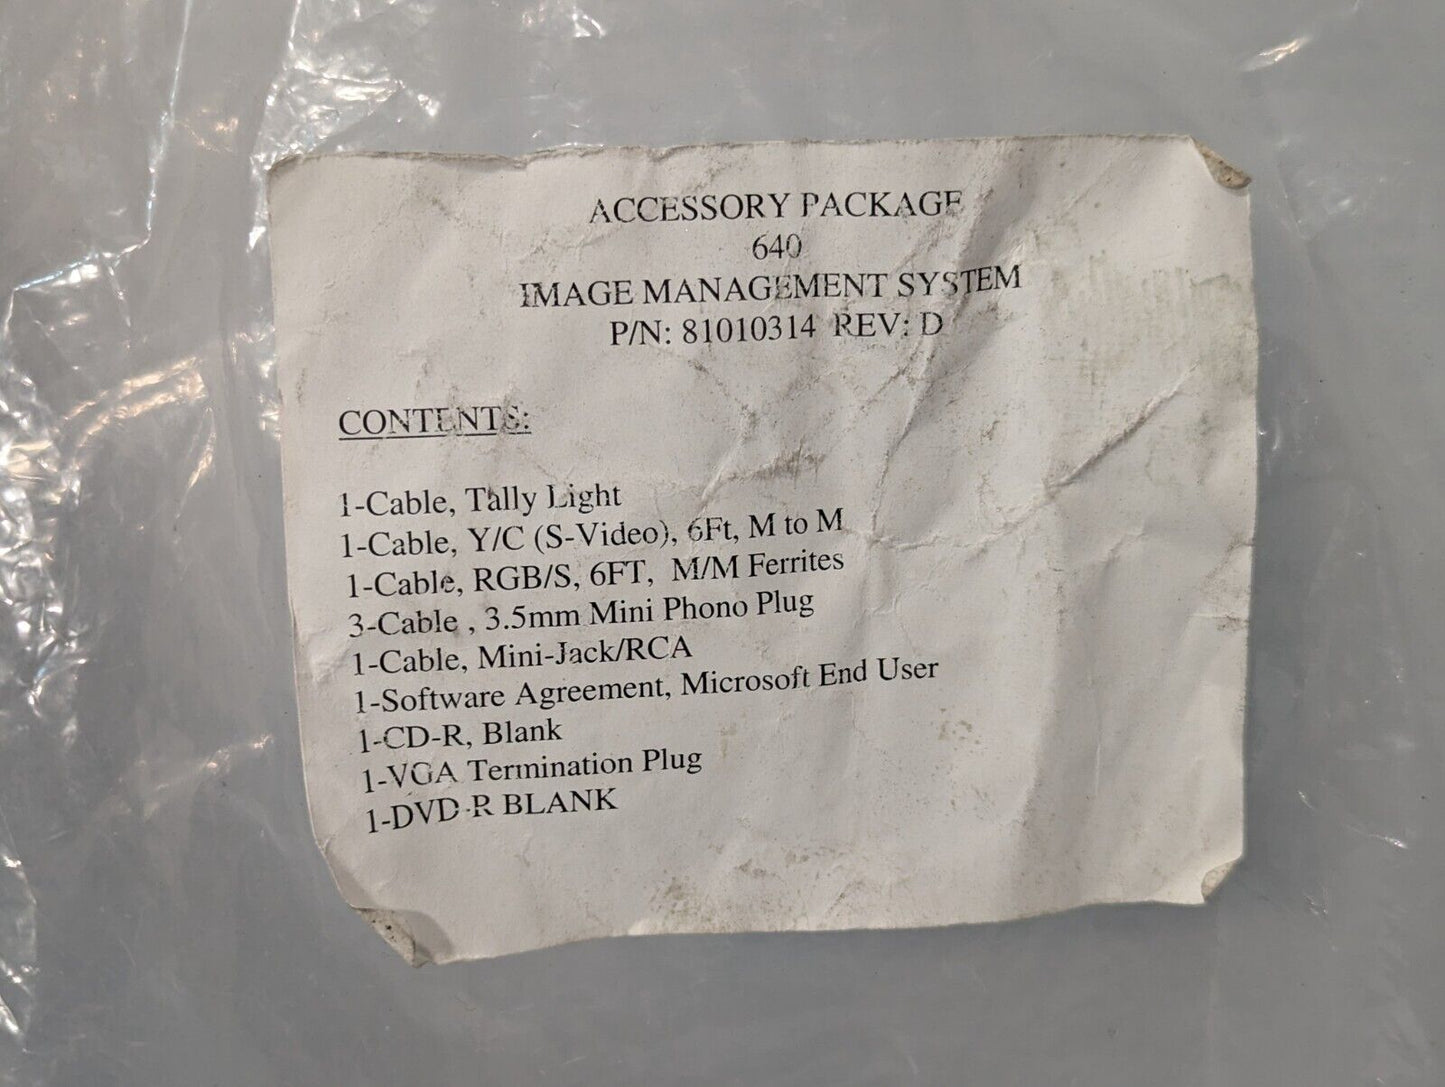 ACCESSORY PACKAGE
640
IMAGE MANAGEMENT SYSTEM
P/N: 81010314 REV: D
CONTENTS:
1-Cable, Tally Light
1-Cable, Y/C (S-Video), 6Ft, M to M
1-Cable, RGB/S, 6FT, M/M Ferrites
3-Cable , 3.5mm Mini Phono Plug
1-Cable, Mini-Jack/RCA
1-Software Agreement, Microsoft End User
1-CD-R, Blank
1-VGA Termination Plug
1-DVD-R BLANK